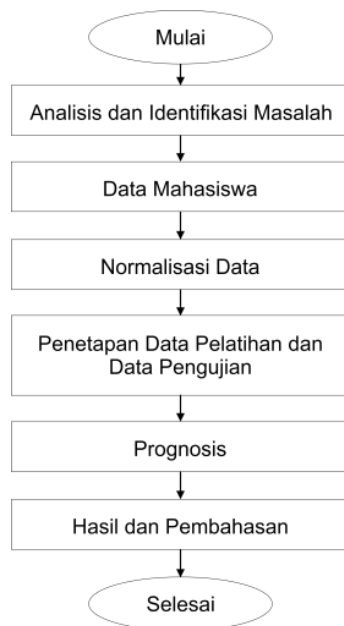 Mulai
Analisis dan Identifikasi Masalah
Data Mahasiswa
Normalisasi Data
Penetapan Data Pelatihan dan
Data Pengujian
Prognosis
Hasil dan Pembahasan
Selesai